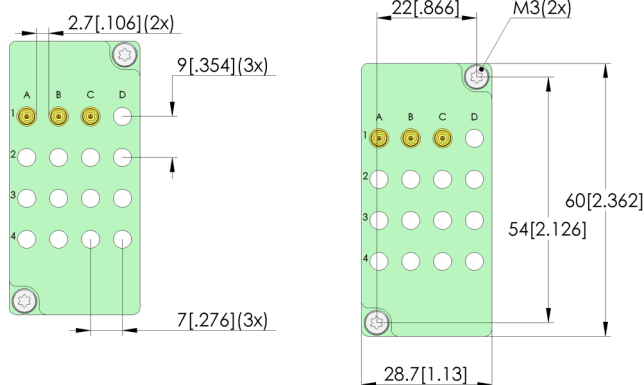 2.7[.106](2x)
9[.354](3x)
A B C D
1
2
3
4
7[.276](3x)
22[.866]
M3(2x)
A B C D
1
2
3
4
60[2.362]
54[2.126]
28.7[1.13]